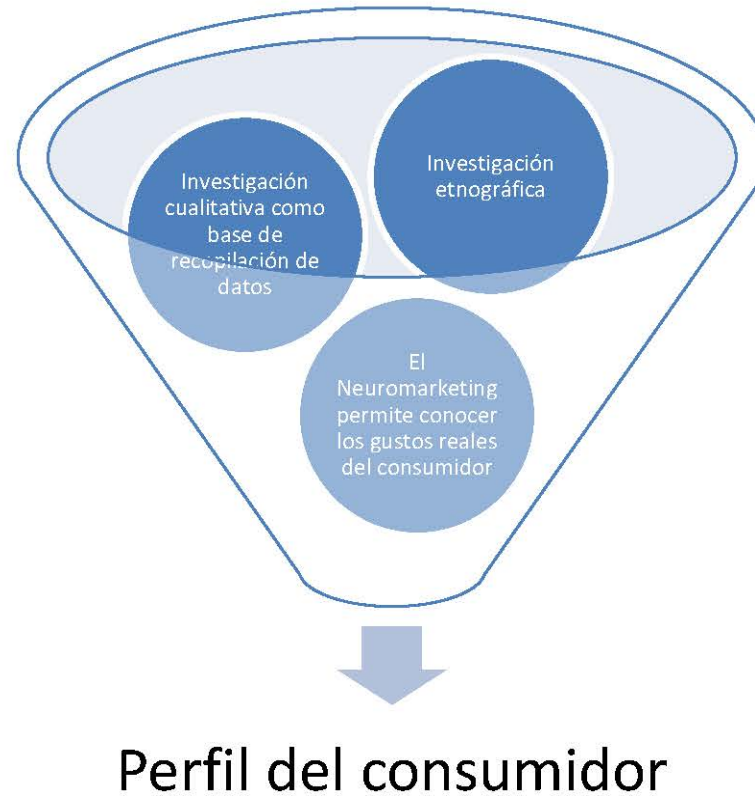 Investigación
cualitativa como
base de
recopilación de
datos
Investigación
etnográfica
El
Neuromarketing
permite conocer
los gustos reales
del consumidor
Perfil del consumidor